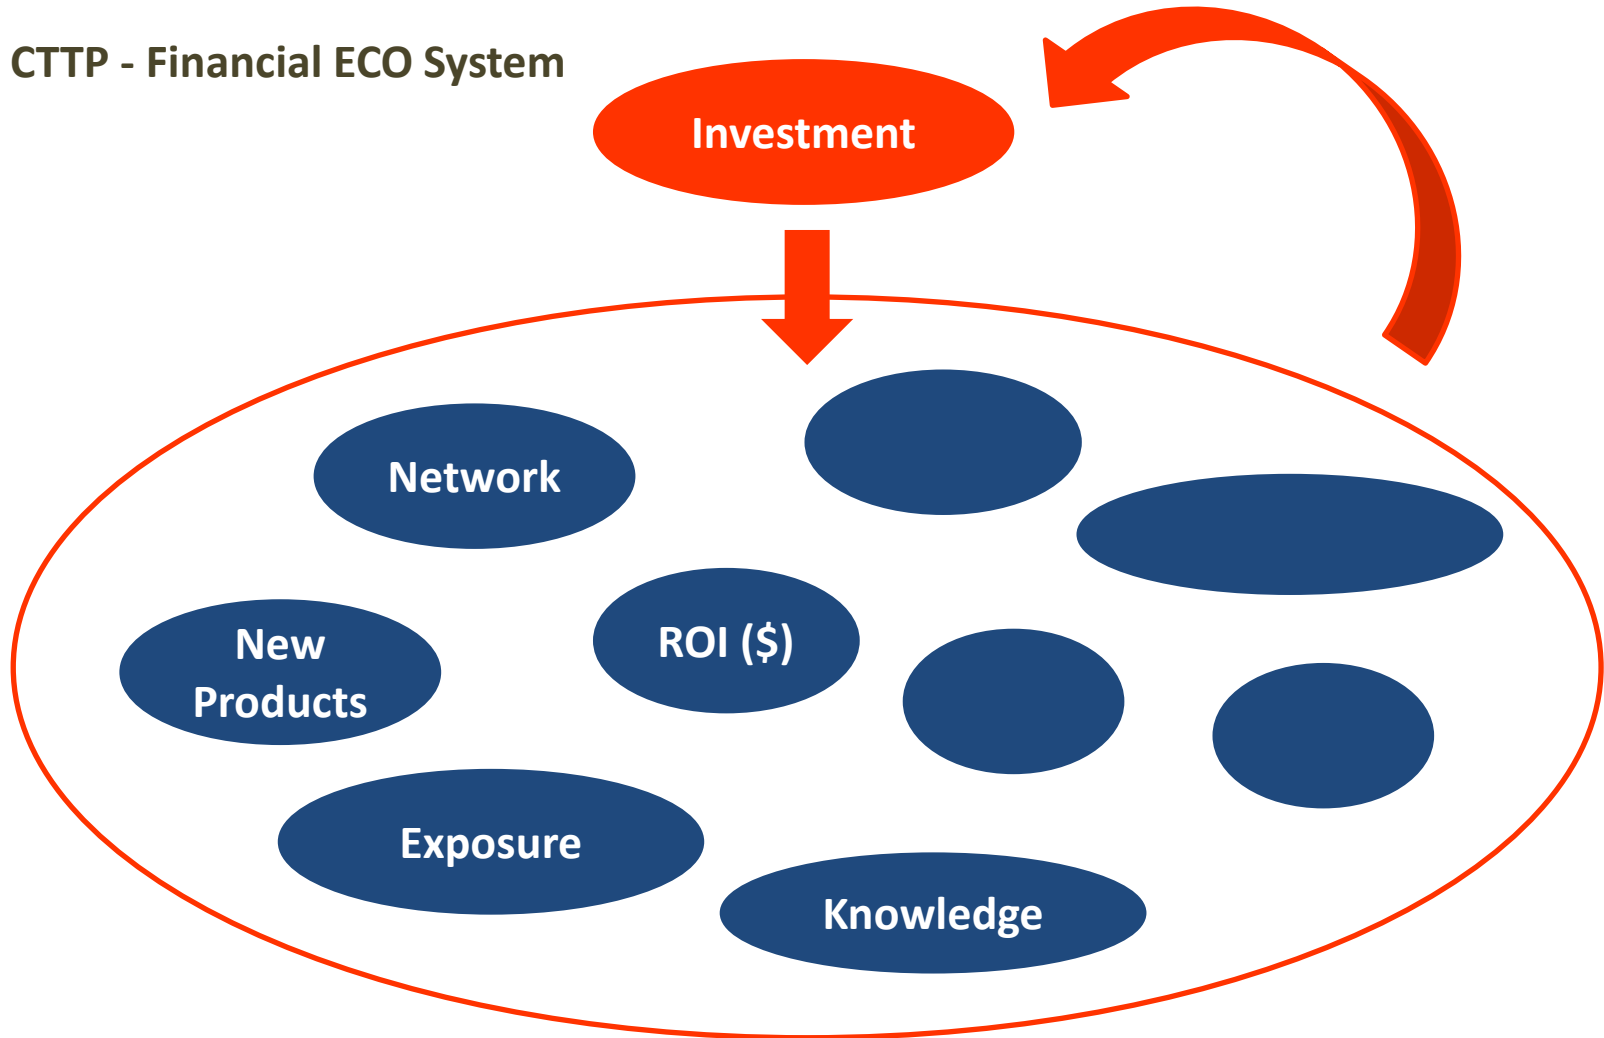 CTTP - Financial ECO System
Investment
Network
New
Products
ROI ($)
Exposure
Knowledge